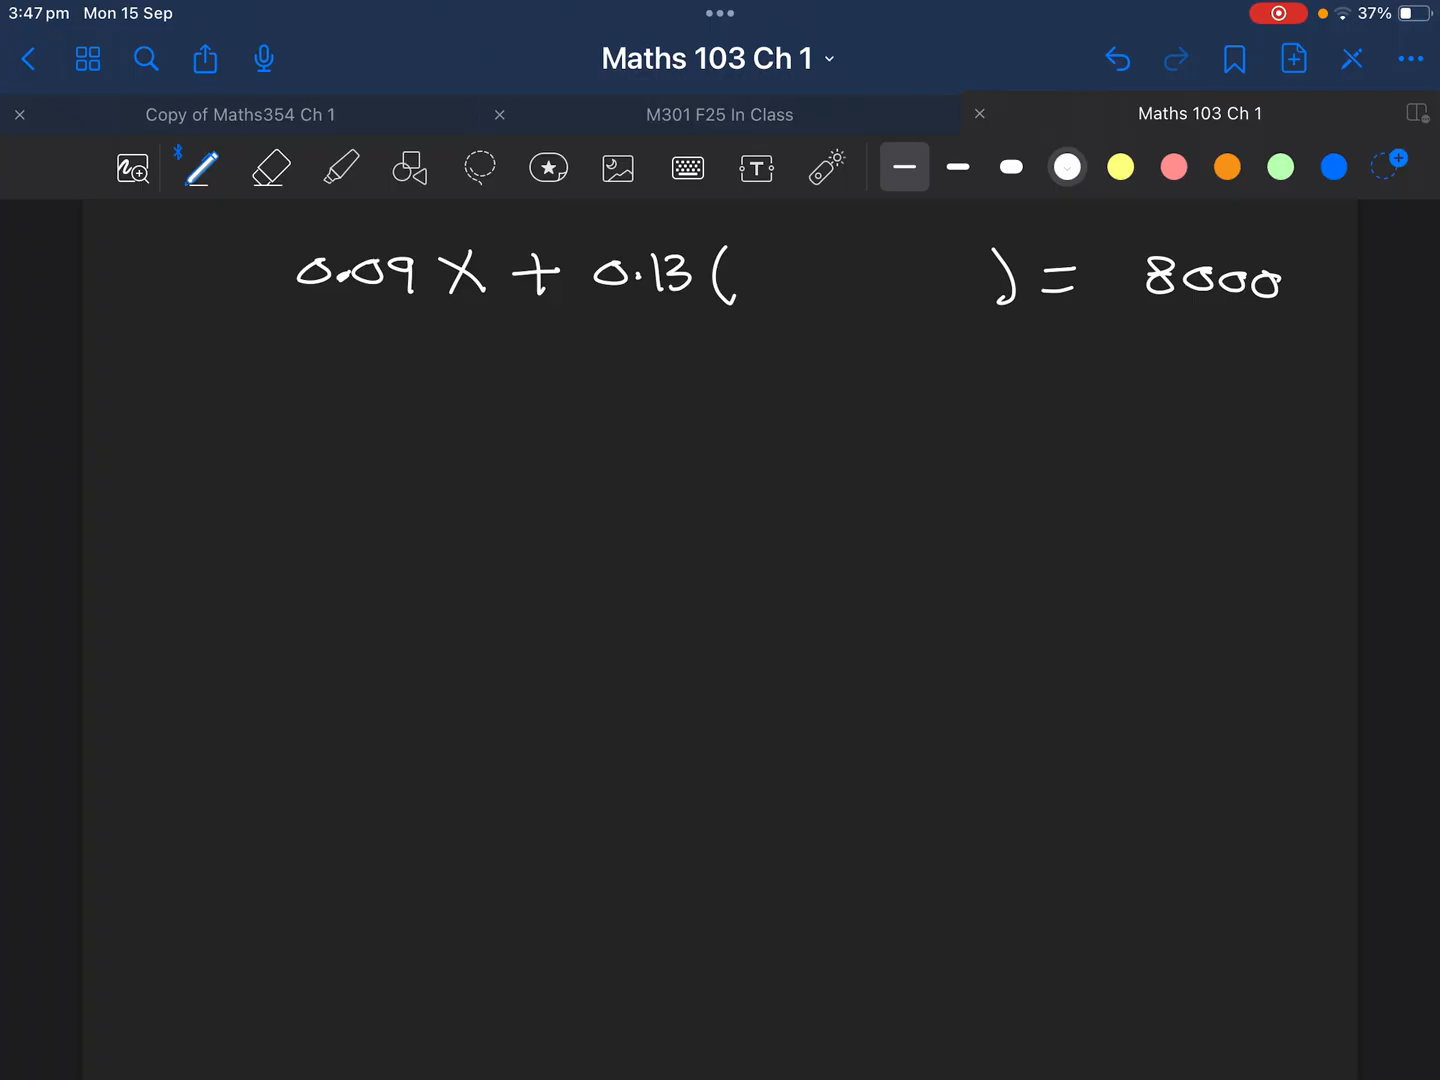 3:47 pm Mon 15 Sep 37%
Maths 103 Ch 1
Copy of Maths354 Ch 1 M301 F25 In Class Maths 103 Ch 1
0.09 X + 0.13 ( ) = 8000